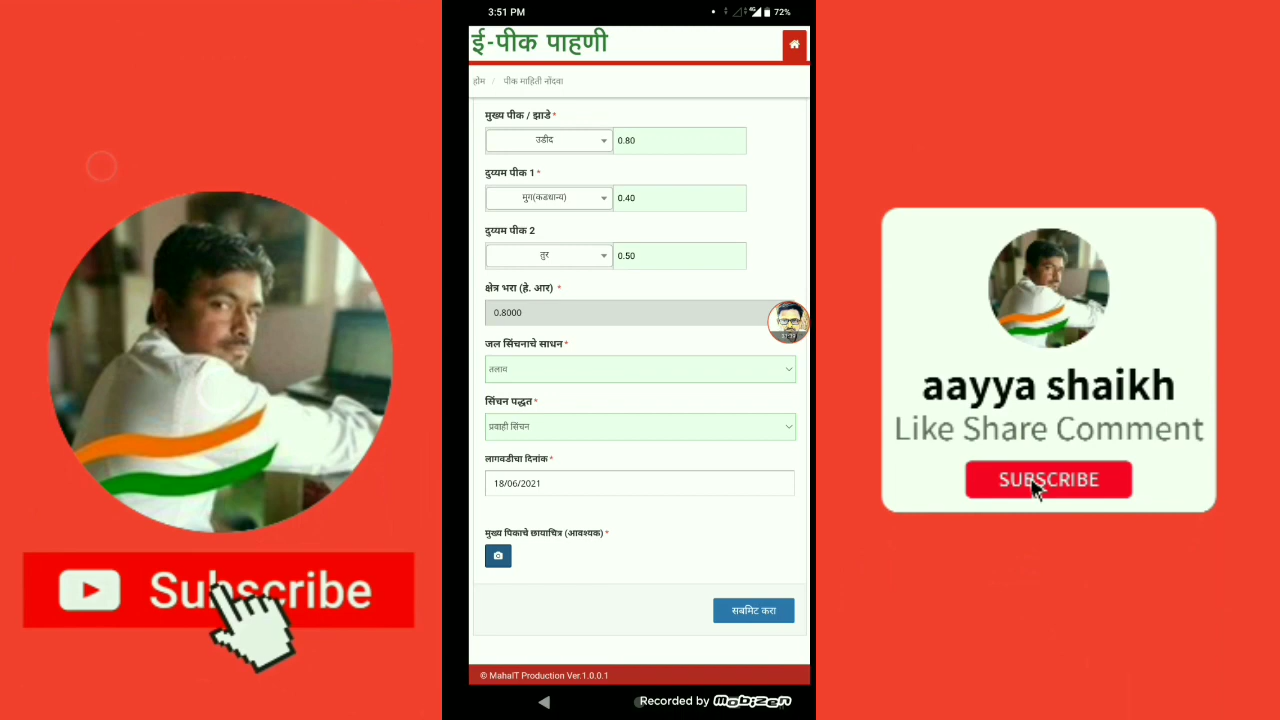 3:51 PM
4G
72%
ई-पीक पाहणी
होम / पीक माहिती नोंदवा
मुख्य पीक / झाडे*
उडीद 0.80
दुय्यम पीक 1 *
मुग(कडधान्य) 0.40
दुय्यम पीक 2
तुर 0.50
क्षेत्र भरा (हे. आर) *
0.8000
जल सिंचनाचे साधन*
तलाव
सिंचन पद्धत*
प्रवाही सिंचन
लागवडीचा दिनांक*
18/06/2021
मुख्य पिकाचे छायाचित्र (आवश्यक)*
सबमिट करा
© MahaIT Production Ver.1.0.0.1
Recorded by Mobizen
Subscribe
aayya shaikh
Like Share Comment
SUBSCRIBE